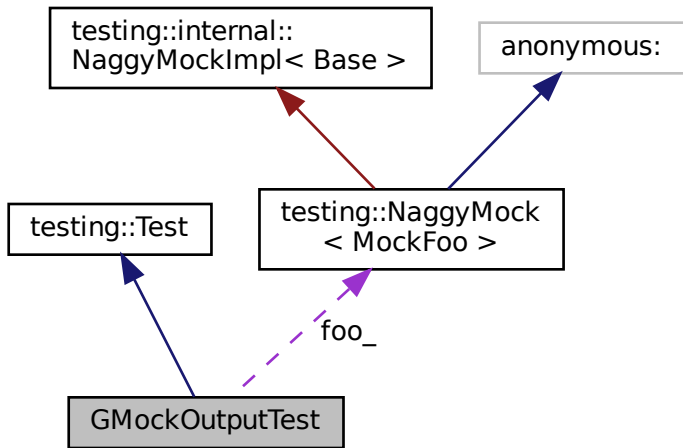 testing::internal::
NaggyMockImpl< Base >
anonymous:
testing::Test
testing::NaggyMock
< MockFoo >
foo_
GMockOutputTest